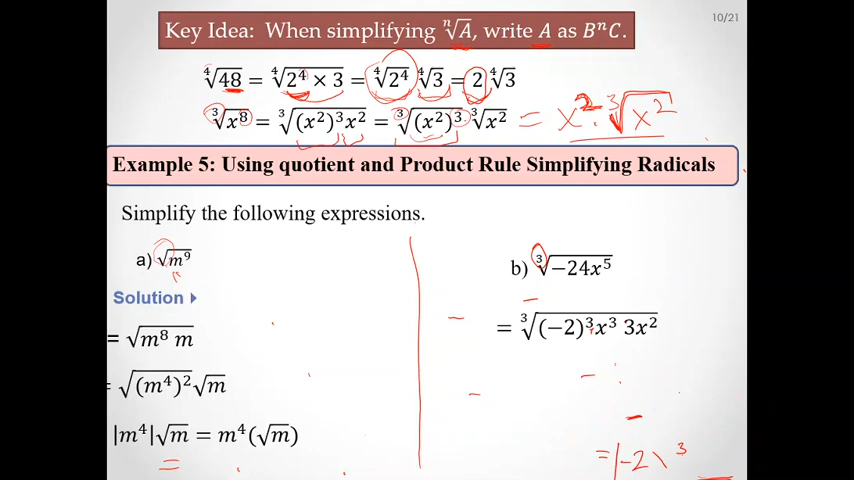 10/21
Key Idea: When simplifying ⁿ√A, write A as BⁿC.
⁴√48 = ⁴√(2⁴ × 3) = ⁴√(2⁴) ⁴√3 = 2 ⁴√3
³√(x⁸) = ³√((x²)³x²) = ³√((x²)³) ³√(x²) = x² · ³√(x²)
Example 5: Using quotient and Product Rule Simplifying Radicals
Simplify the following expressions.
a) √(m⁹)
b) ³√(−24x⁵)
Solution
= √(m⁸ m)
= ³√((−2)³x³ 3x²)
= √((m⁴)²) √m
|m⁴|√m = m⁴(√m)
=